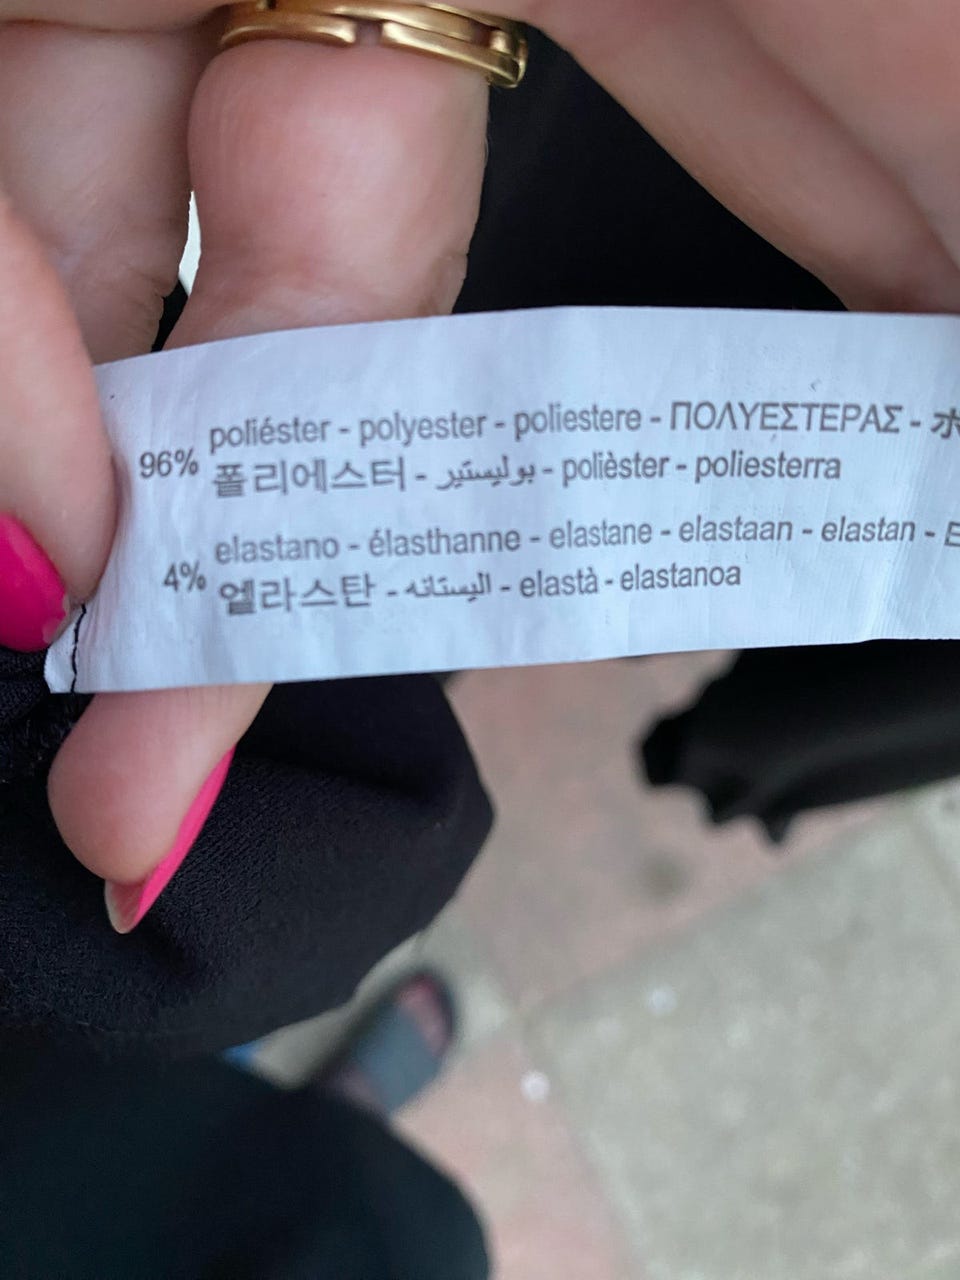 96% poliéster - polyester - poliestere - ΠΟΛΥΕΣΤΕΡΑΣ -
폴리에스터 - بوليستير - polièster - poliesterra
4% elastano - élasthanne - elastane - elastaan - elastan -
엘라스탄 - اليستانه - elastà - elastanoa